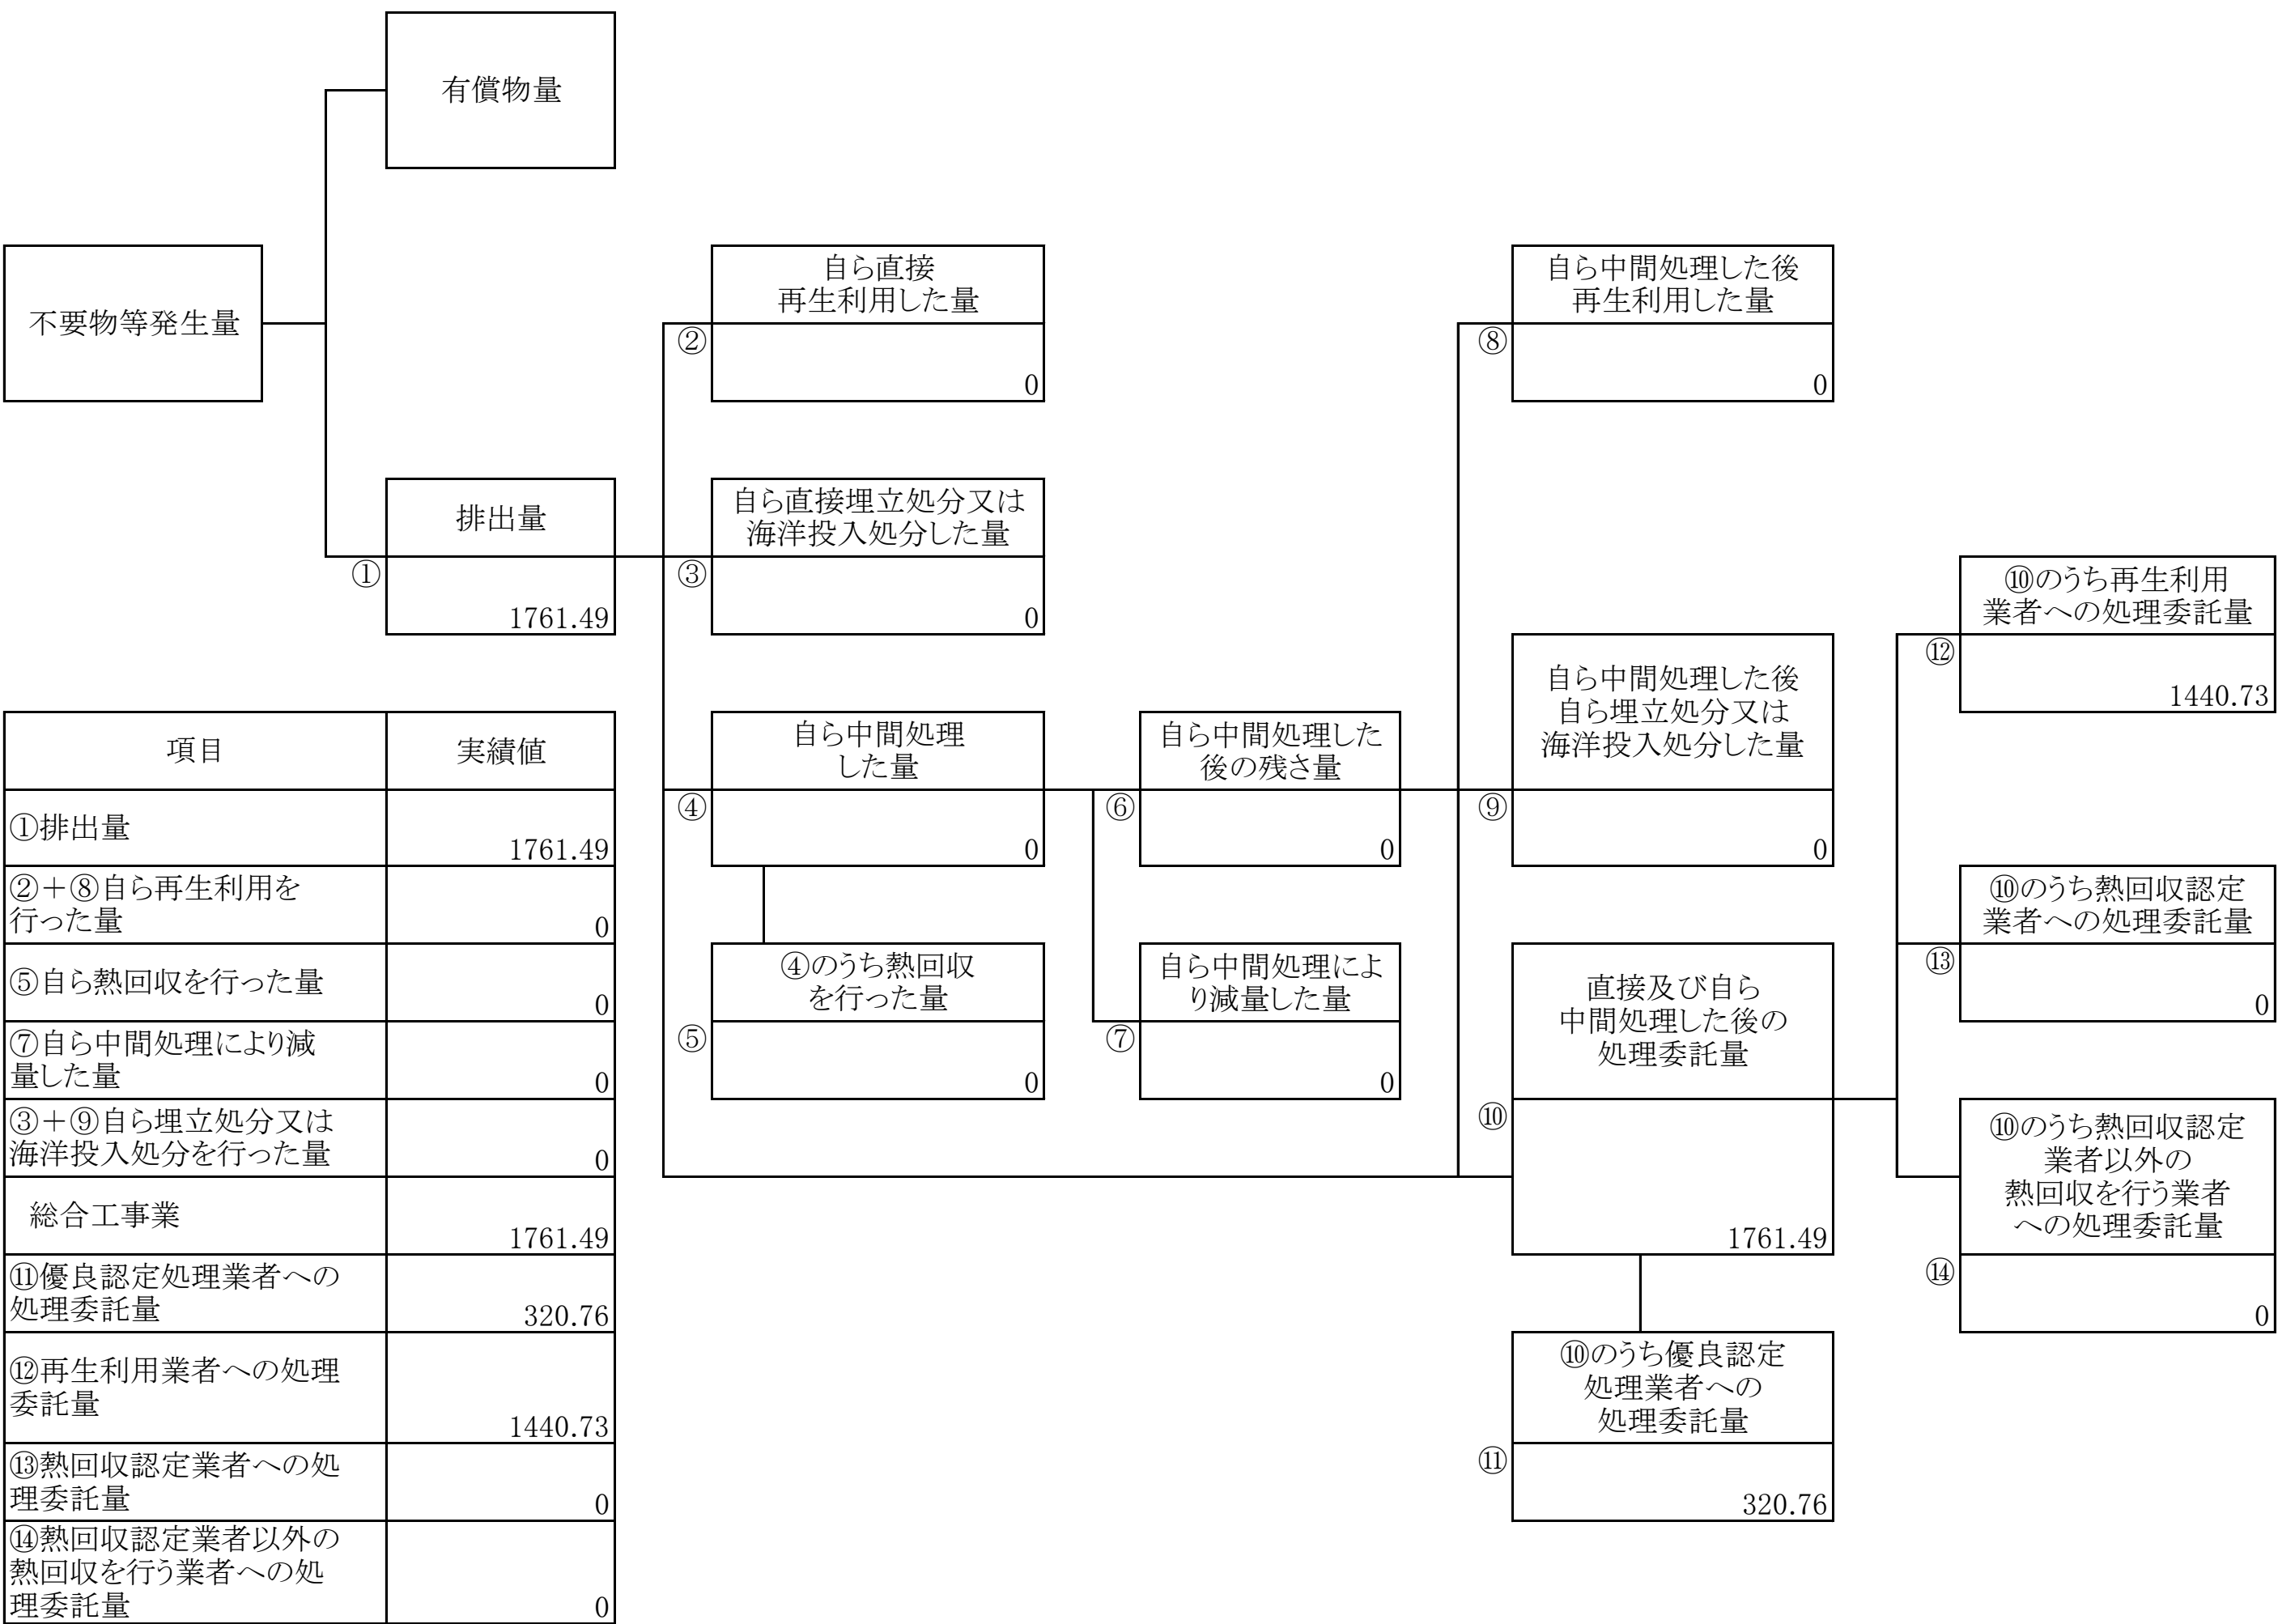 有償物量
不要物等発生量
自ら直接
再生利用した量
②
0
自ら中間処理した後
再生利用した量
⑧
0
排出量
①
1761.49
自ら直接埋立処分又は
海洋投入処分した量
③
0
⑩のうち再生利用
業者への処理委託量
⑫
1440.73
自ら中間処理
した量
④
0
自ら中間処理した
後の残さ量
⑥
0
自ら中間処理した後
自ら埋立処分又は
海洋投入処分した量
⑨
0
⑩のうち熱回収認定
業者への処理委託量
⑬
0
④のうち熱回収
を行った量
⑤
0
自ら中間処理によ
り減量した量
⑦
0
直接及び自ら
中間処理した後の
処理委託量
⑩
1761.49
⑩のうち熱回収認定
業者以外の
熱回収を行う業者
への処理委託量
⑭
0
⑩のうち優良認定
処理業者への
処理委託量
⑪
320.76
項目 実績値
①排出量
1761.49
②＋⑧自ら再生利用を
行った量
0
⑤自ら熱回収を行った量
0
⑦自ら中間処理により減
量した量
0
③＋⑨自ら埋立処分又は
海洋投入処分を行った量
0
総合工事業
1761.49
⑪優良認定処理業者への
処理委託量
320.76
⑫再生利用業者への処理
委託量
1440.73
⑬熱回収認定業者への処
理委託量
0
⑭熱回収認定業者以外の
熱回収を行う業者への処
理委託量
0